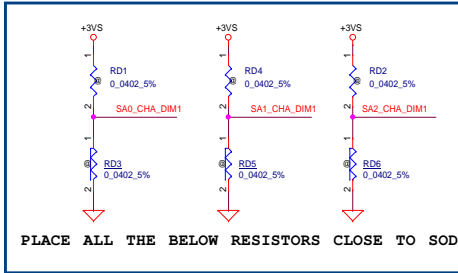 +3VS +3VS +3VS
1 1 1
RD1 RD4 RD2
@ @ @
0_0402_5% 0_0402_5% 0_0402_5%
2 2 2
SA0_CHA_DIM1 SA1_CHA_DIM1 SA2_CHA_DIM1
1 1 1
@ RD3 @ RD5 @ RD6
0_0402_5% 0_0402_5% 0_0402_5%
2 2 2
PLACE ALL THE BELOW RESISTORS CLOSE TO SOD